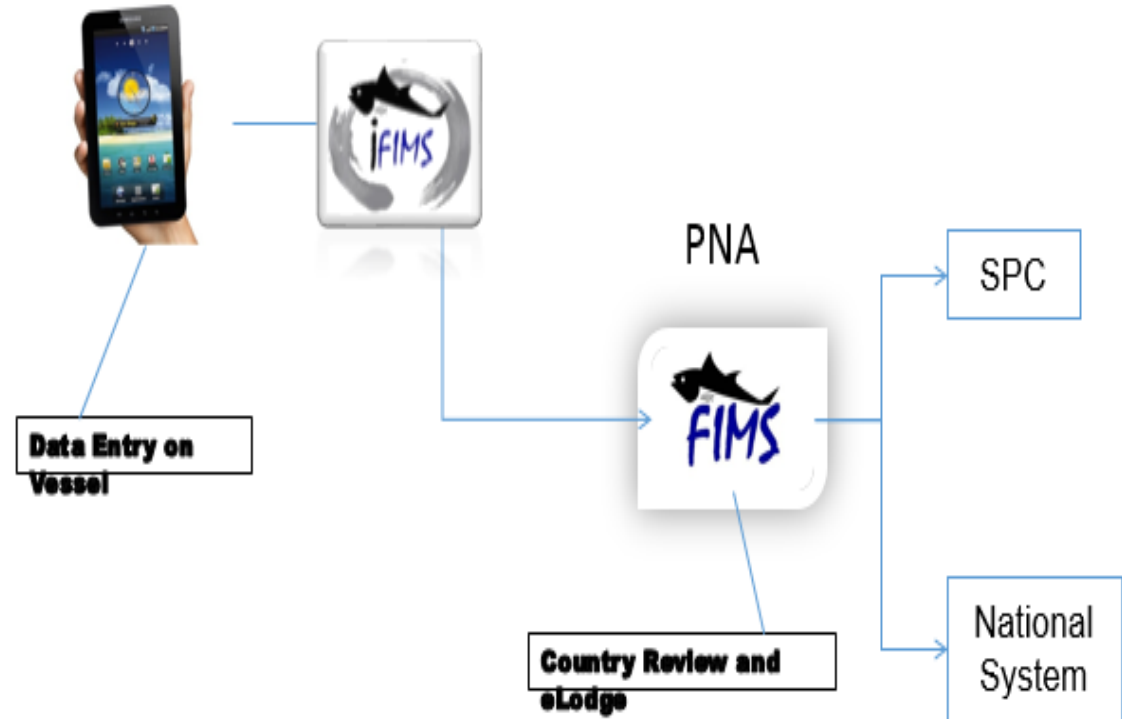 iFIMS
PNA
SPC
FIMS
Data Entry on
Vessel
Country Review and
eLodge
National
System